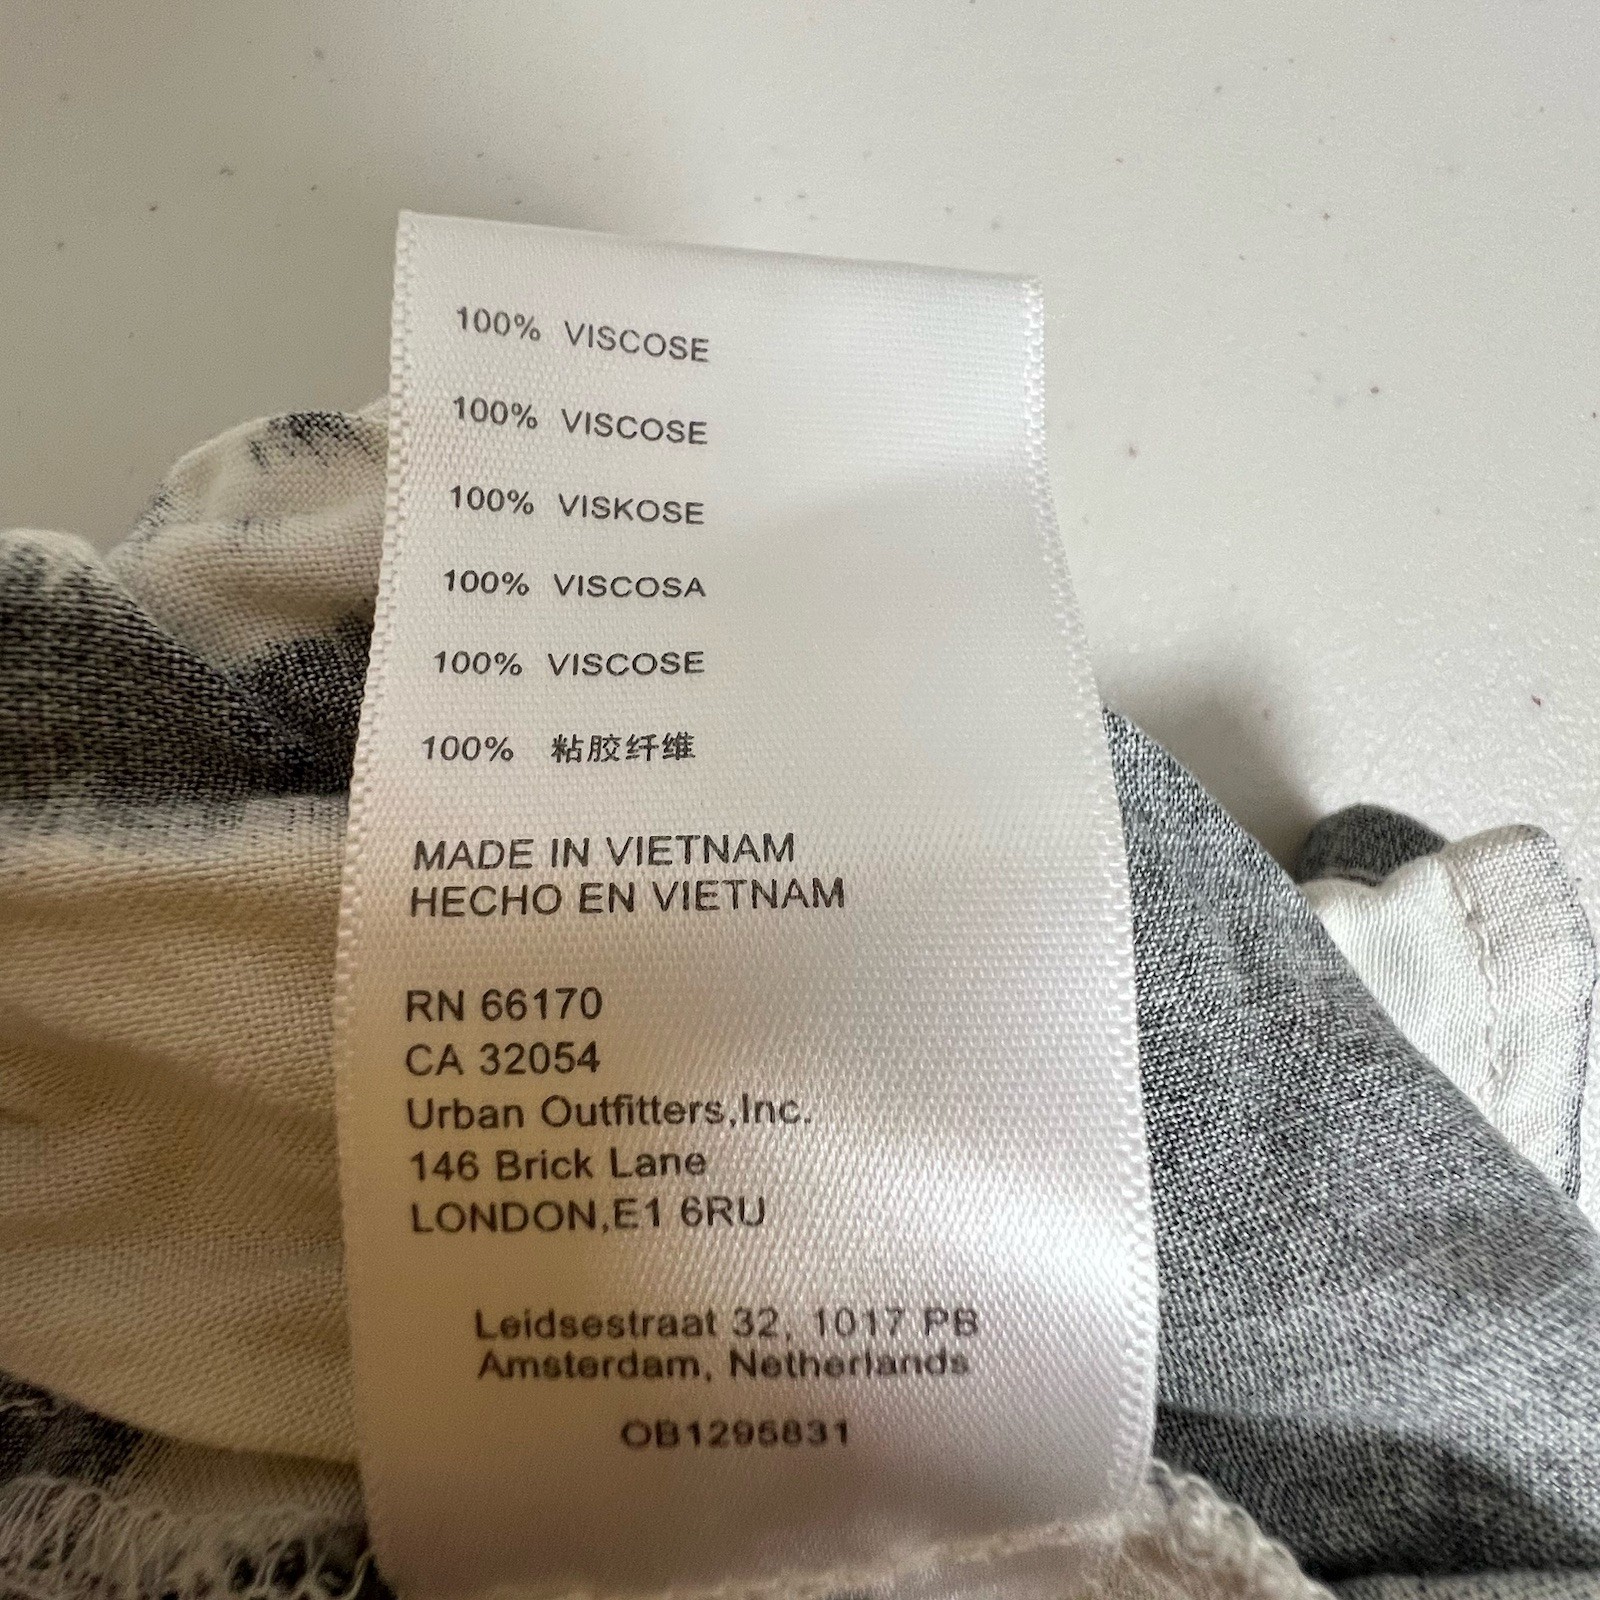 100% VISCOSE
100% VISCOSE
100% VISKOSE
100% VISCOSA
100% VISCOSE
100% 粘胶纤维
MADE IN VIETNAM
HECHO EN VIETNAM
RN 66170
CA 32054
Urban Outfitters,Inc.
146 Brick Lane
LONDON,E1 6RU
Leidsestraat 32, 1017 PB
Amsterdam, Netherlands
OB1295831